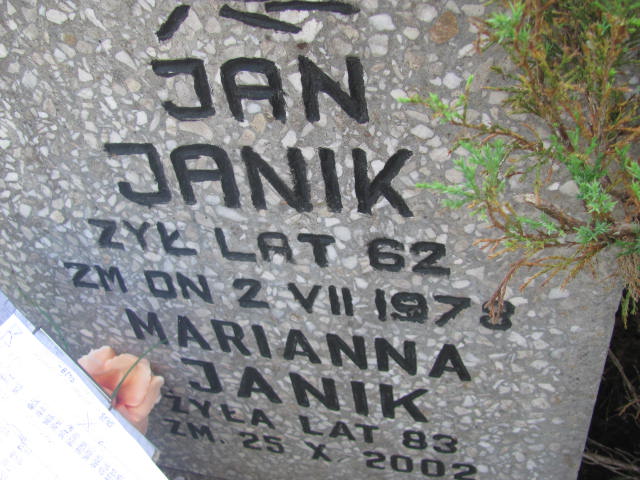 JAN
JANIK
ŻYŁ LAT 62
ZM DN 2 VII 1978
MARIANNA
JANIK
ŻYŁA LAT 83
ZM. 25 X 2002